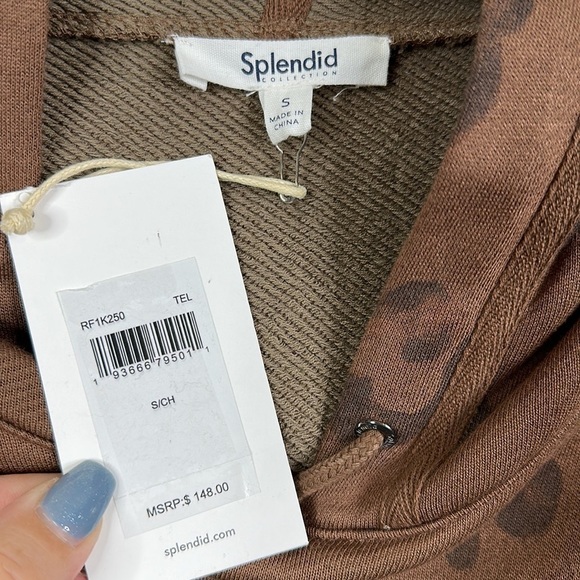 Splendid
COLLECTION
S
MADE IN
CHINA
RF1K250 TEL
1 93666 79501 1
S/CH
MSRP:$ 148.00
splendid.com